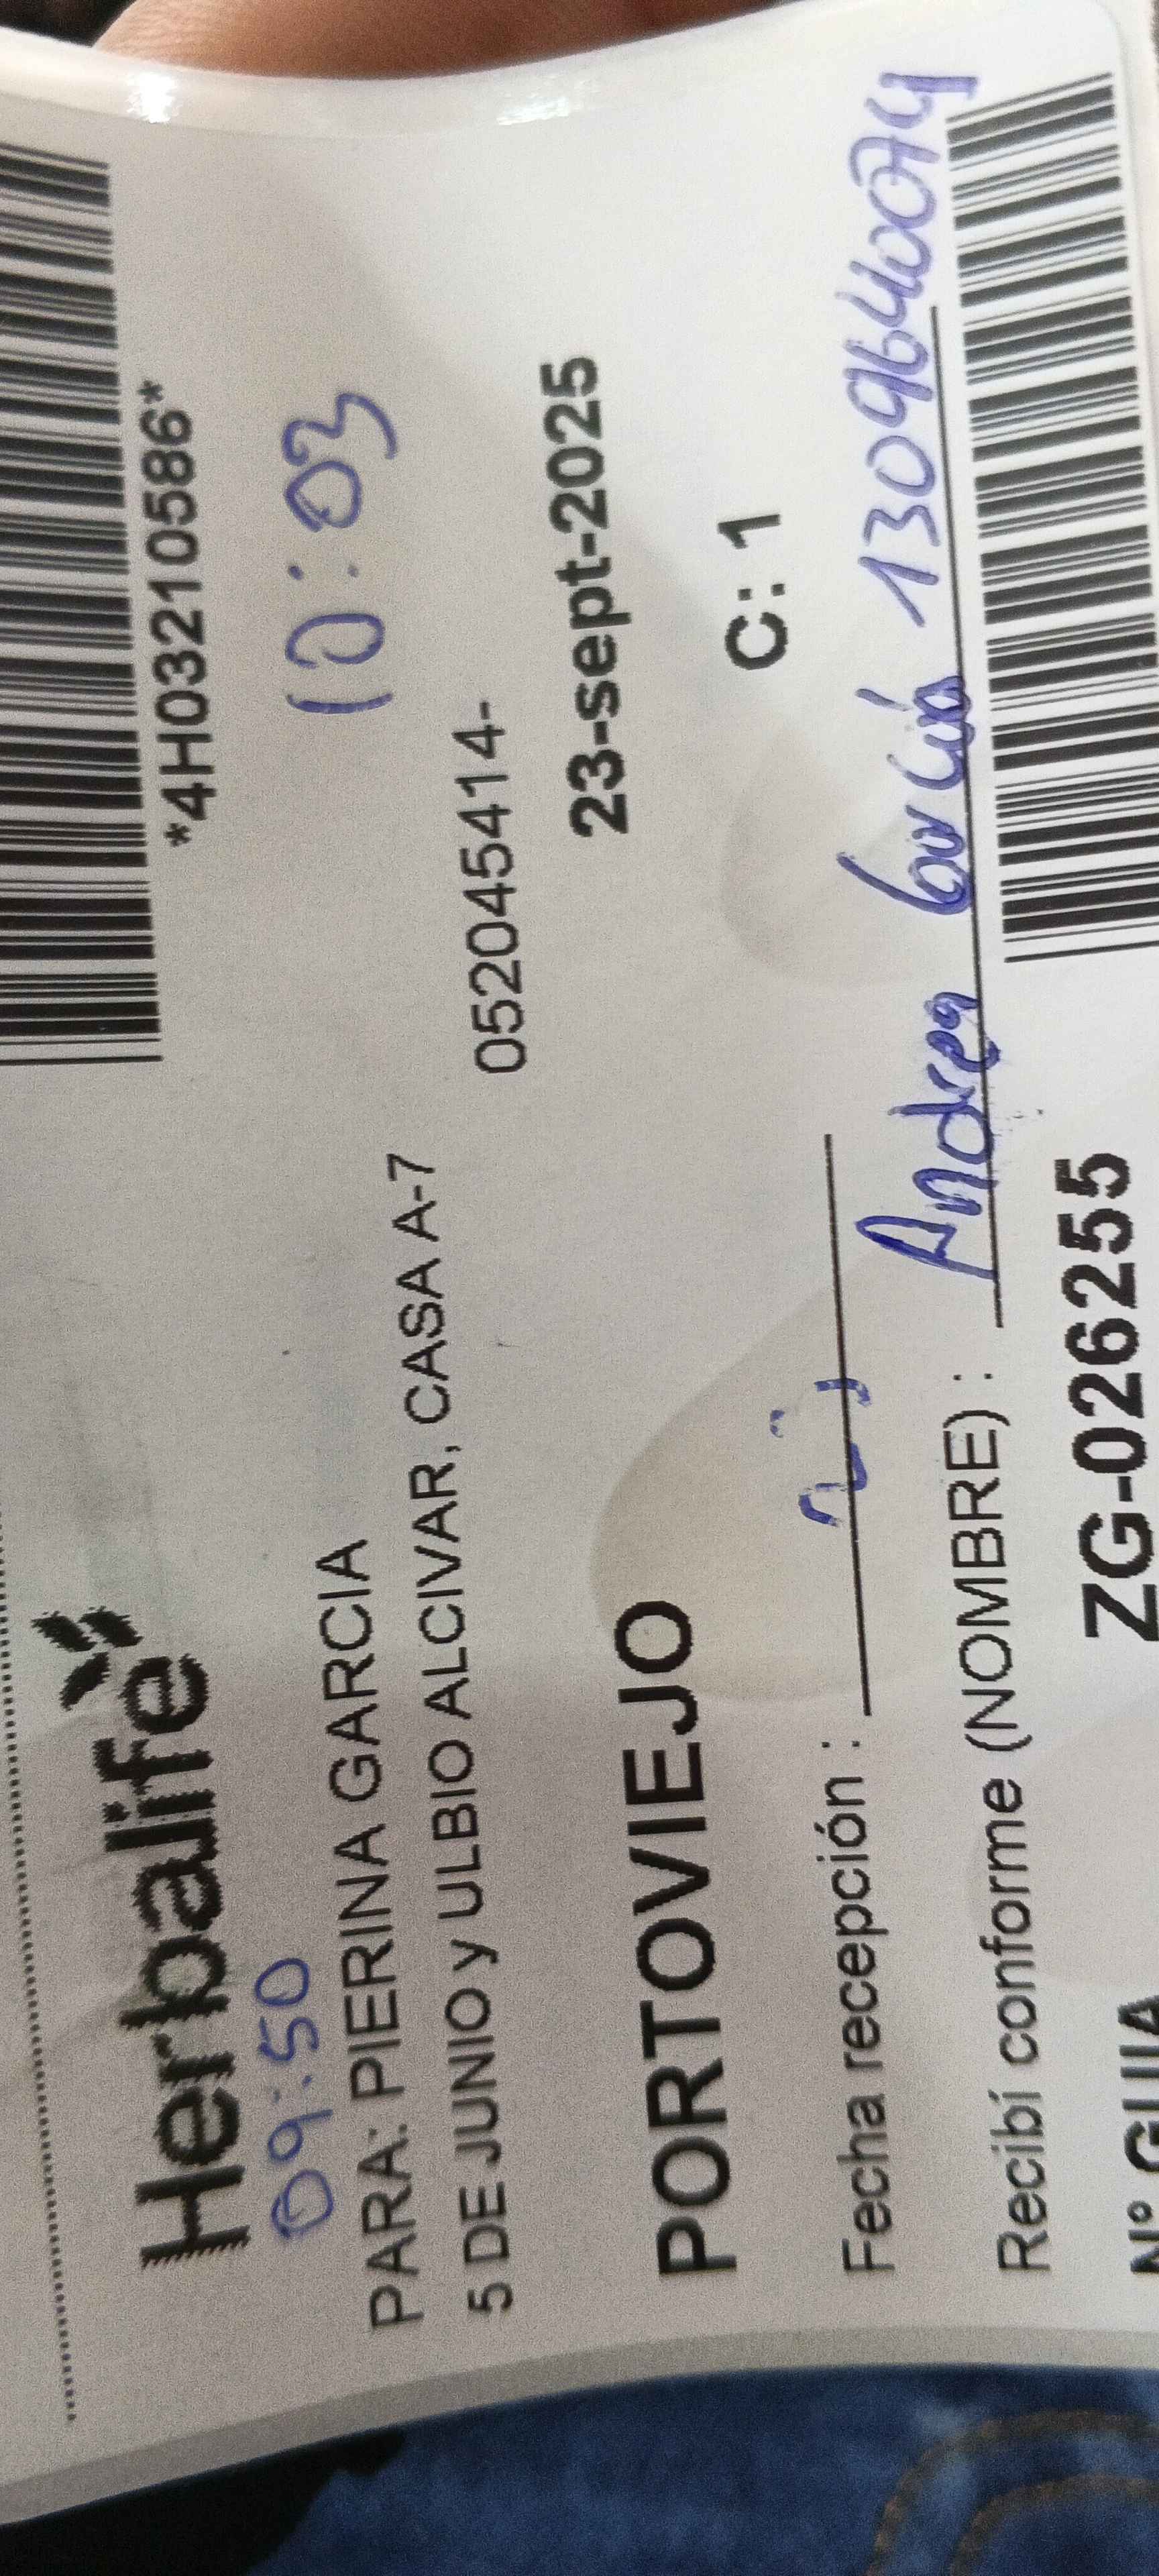 *4H03210586*
Herbalife
09:50
10:03
PARA: PIERINA GARCIA
5 DE JUNIO y ULBIO ALCIVAR, CASA A-7
052045414-
23-sept-2025
PORTOVIEJO
C: 1
Fecha recepción :
Recibí conforme (NOMBRE) : Andrea García 1309640074
ZG-026255
Nº GUIA